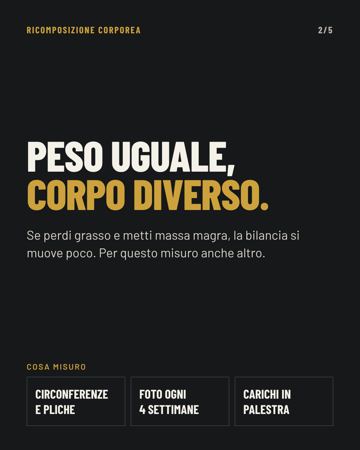 RICOMPOSIZIONE CORPOREA
2/5
PESO UGUALE,
CORPO DIVERSO.
Se perdi grasso e metti massa magra, la bilancia si
muove poco. Per questo misuro anche altro.
COSA MISURO
CIRCONFERENZE
E PLICHE
FOTO OGNI
4 SETTIMANE
CARICHI IN
PALESTRA